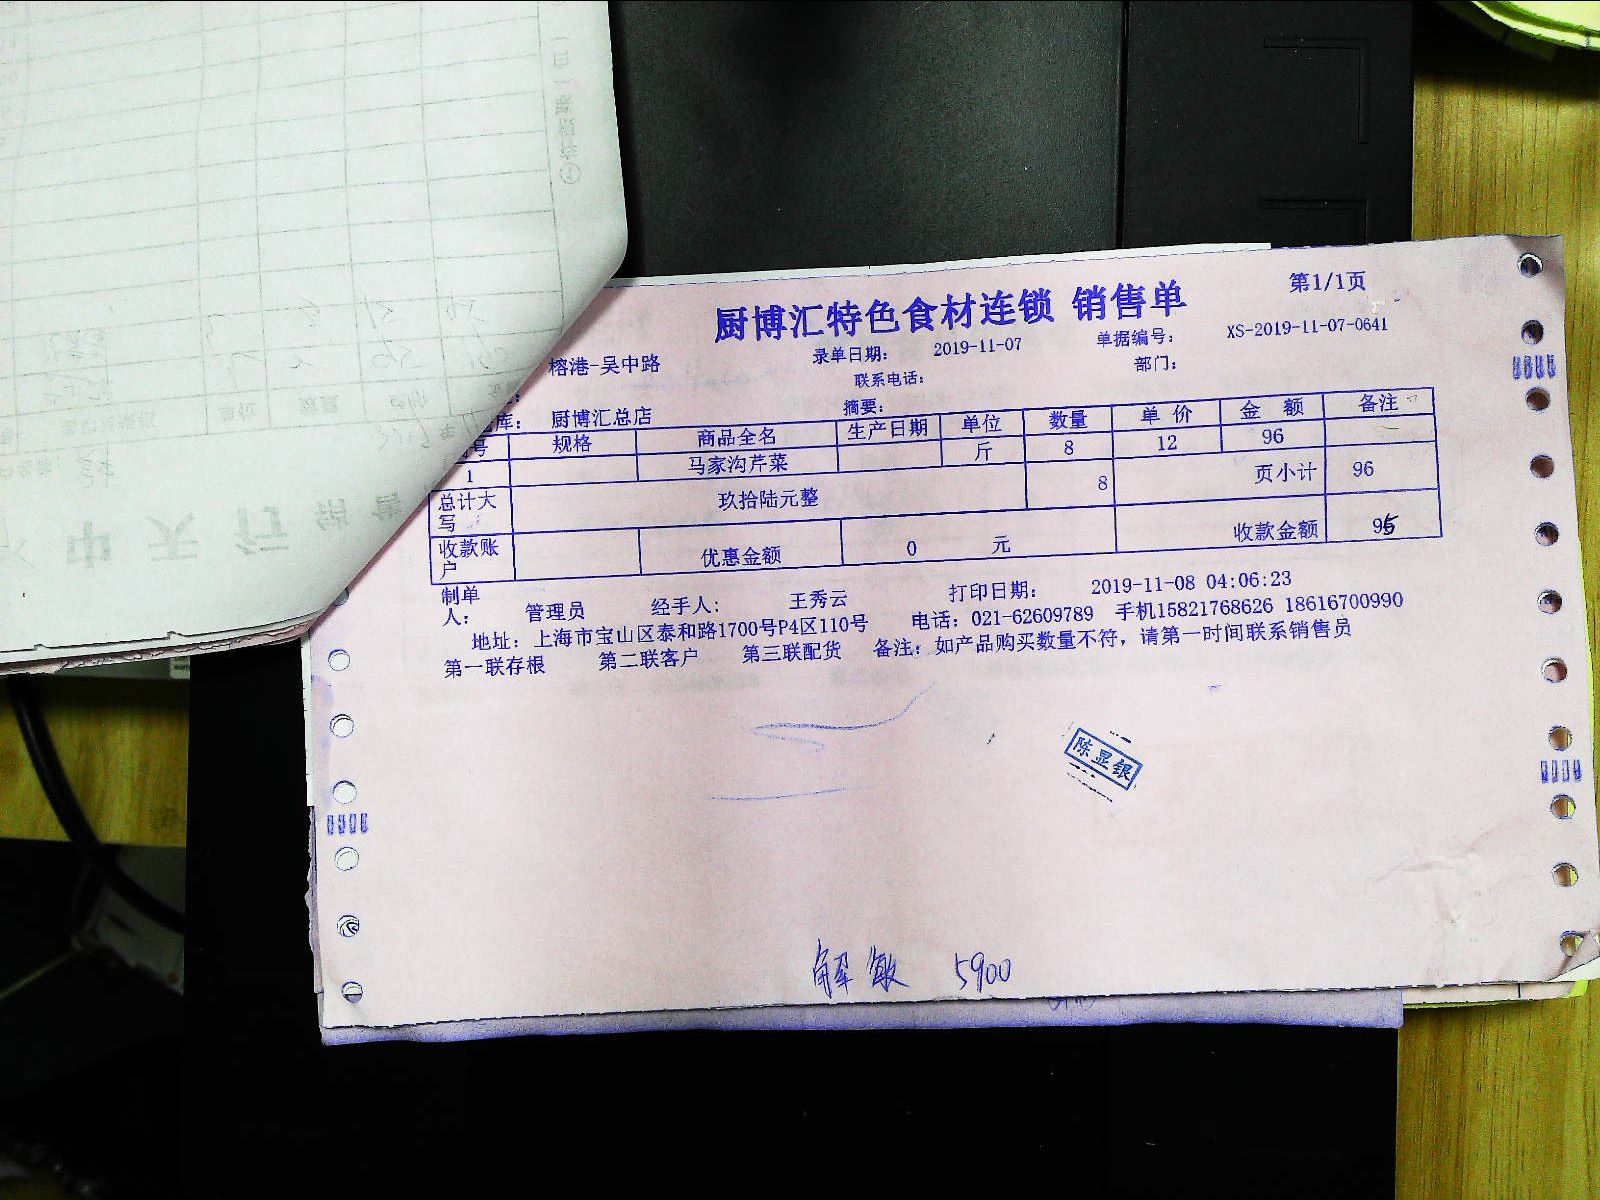 厨博汇特色食材连锁 销售单 第1/1页
榕港-吴中路 录单日期: 2019-11-07 单据编号: XS-2019-11-07-0641
联系电话: 部门:
库: 厨博汇总店 摘要:
号 规格 商品全名 生产日期 单位 数量 单价 金额 备注
1 马家沟芹菜 斤 8 12 96
总计大写 玖拾陆元整 8 页小计 96
收款账户 优惠金额 0 元 收款金额
制单人: 管理员 经手人: 王秀云 打印日期: 2019-11-08 04:06:23
地址: 上海市宝山区泰和路1700号P4区110号 电话: 021-62609789 手机15821768626 18616700990
第一联存根 第二联客户 第三联配货 备注: 如产品购买数量不符, 请第一时间联系销售员
陈显银
解敏 5900